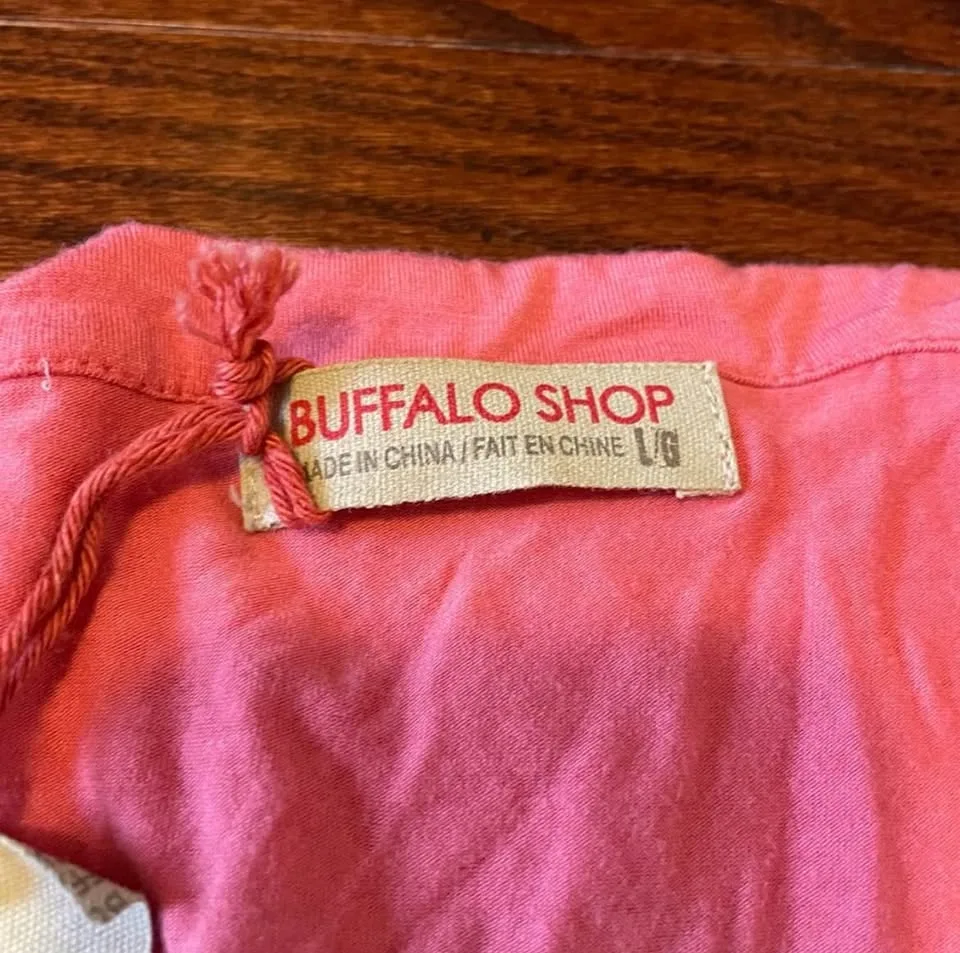 BUFFALO SHOP
MADE IN CHINA / FAIT EN CHINE L/G